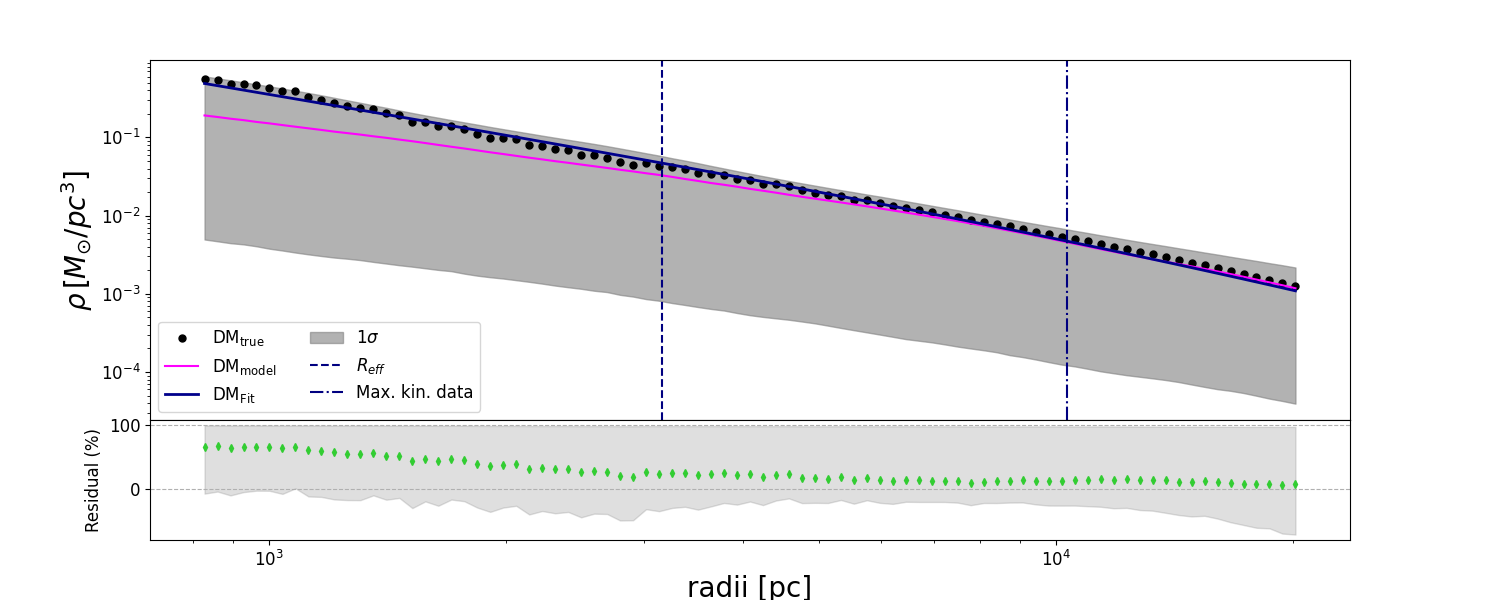 ρ [M⊙/pc³]
10⁻¹
10⁻²
10⁻³
10⁻⁴
DM_true
DM_model
DM_Fit
1σ
R_eff
Max. kin. data
Residual (%)
100
0
10³
10⁴
radii [pc]